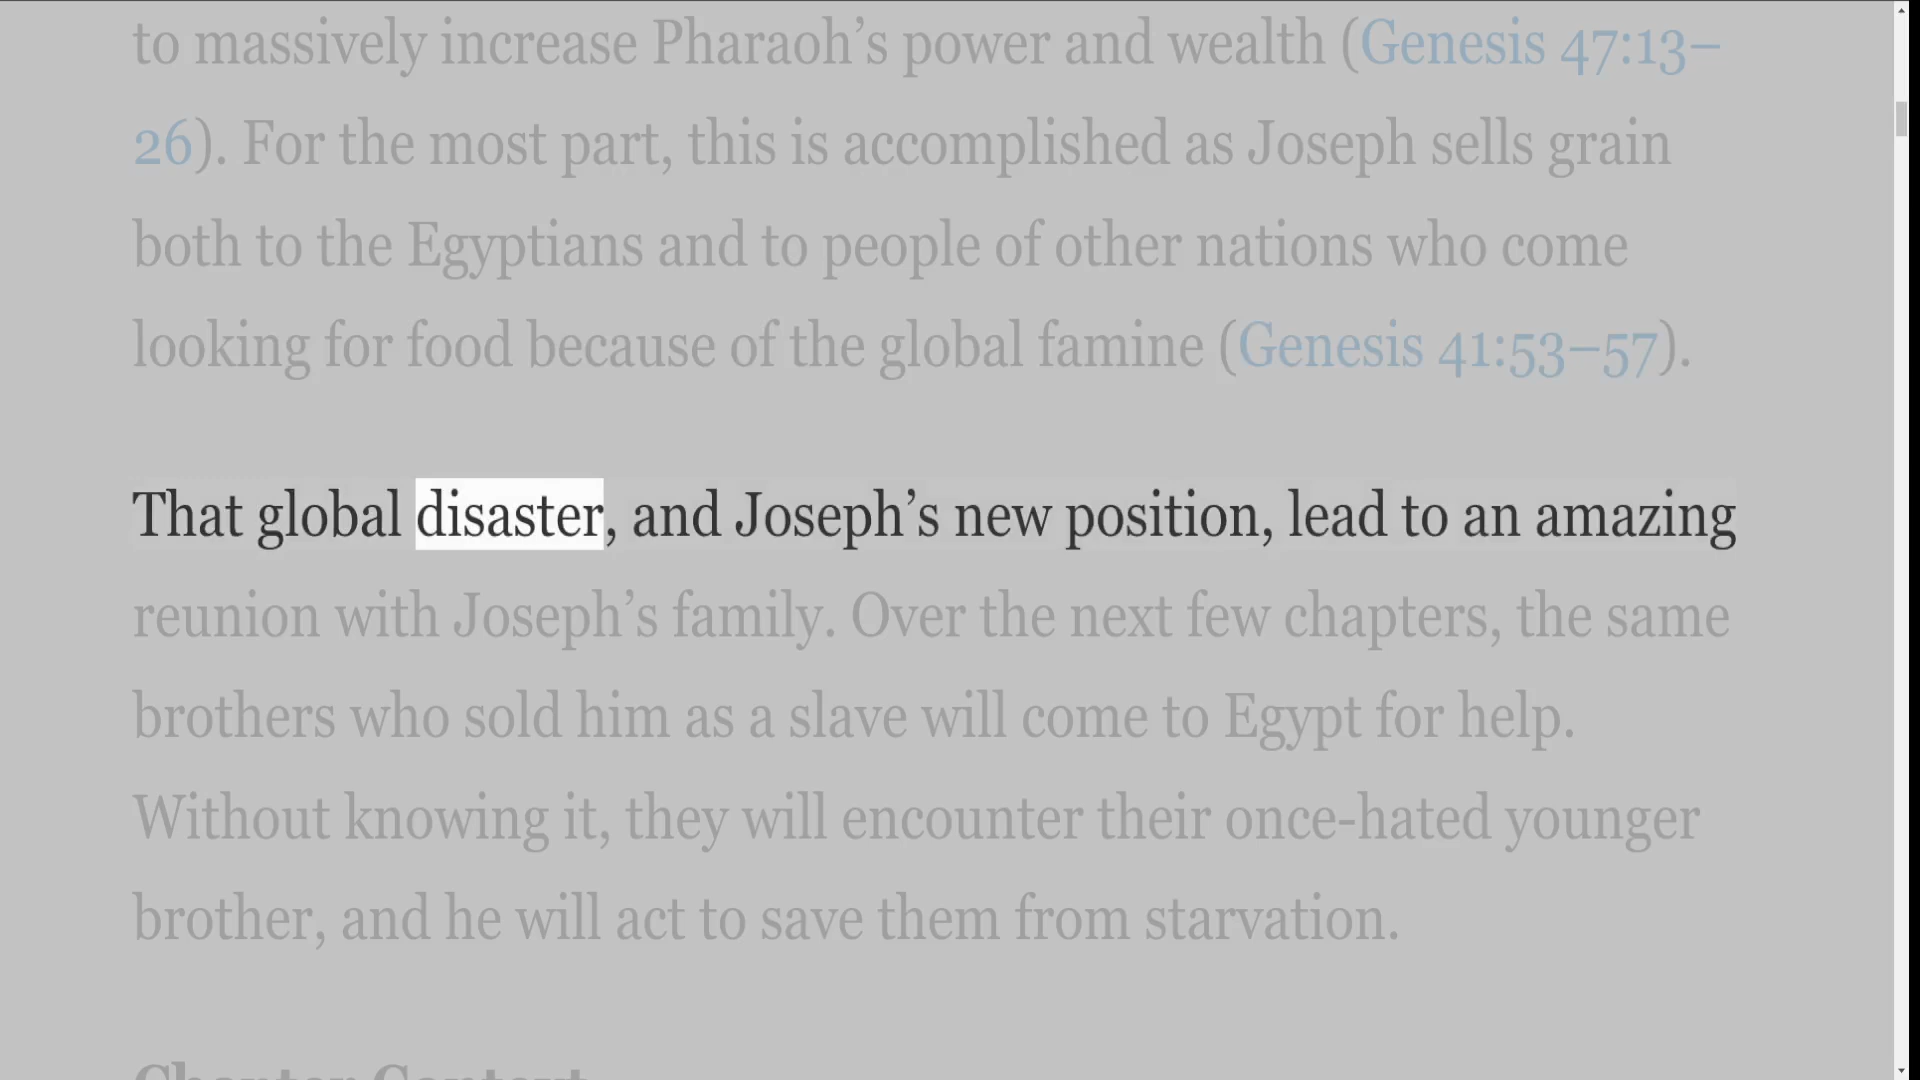 to massively increase Pharaoh’s power and wealth (Genesis 47:13–
26). For the most part, this is accomplished as Joseph sells grain
both to the Egyptians and to people of other nations who come
looking for food because of the global famine (Genesis 41:53–57).
That global disaster, and Joseph’s new position, lead to an amazing
reunion with Joseph’s family. Over the next few chapters, the same
brothers who sold him as a slave will come to Egypt for help.
Without knowing it, they will encounter their once-hated younger
brother, and he will act to save them from starvation.
Chapter Context